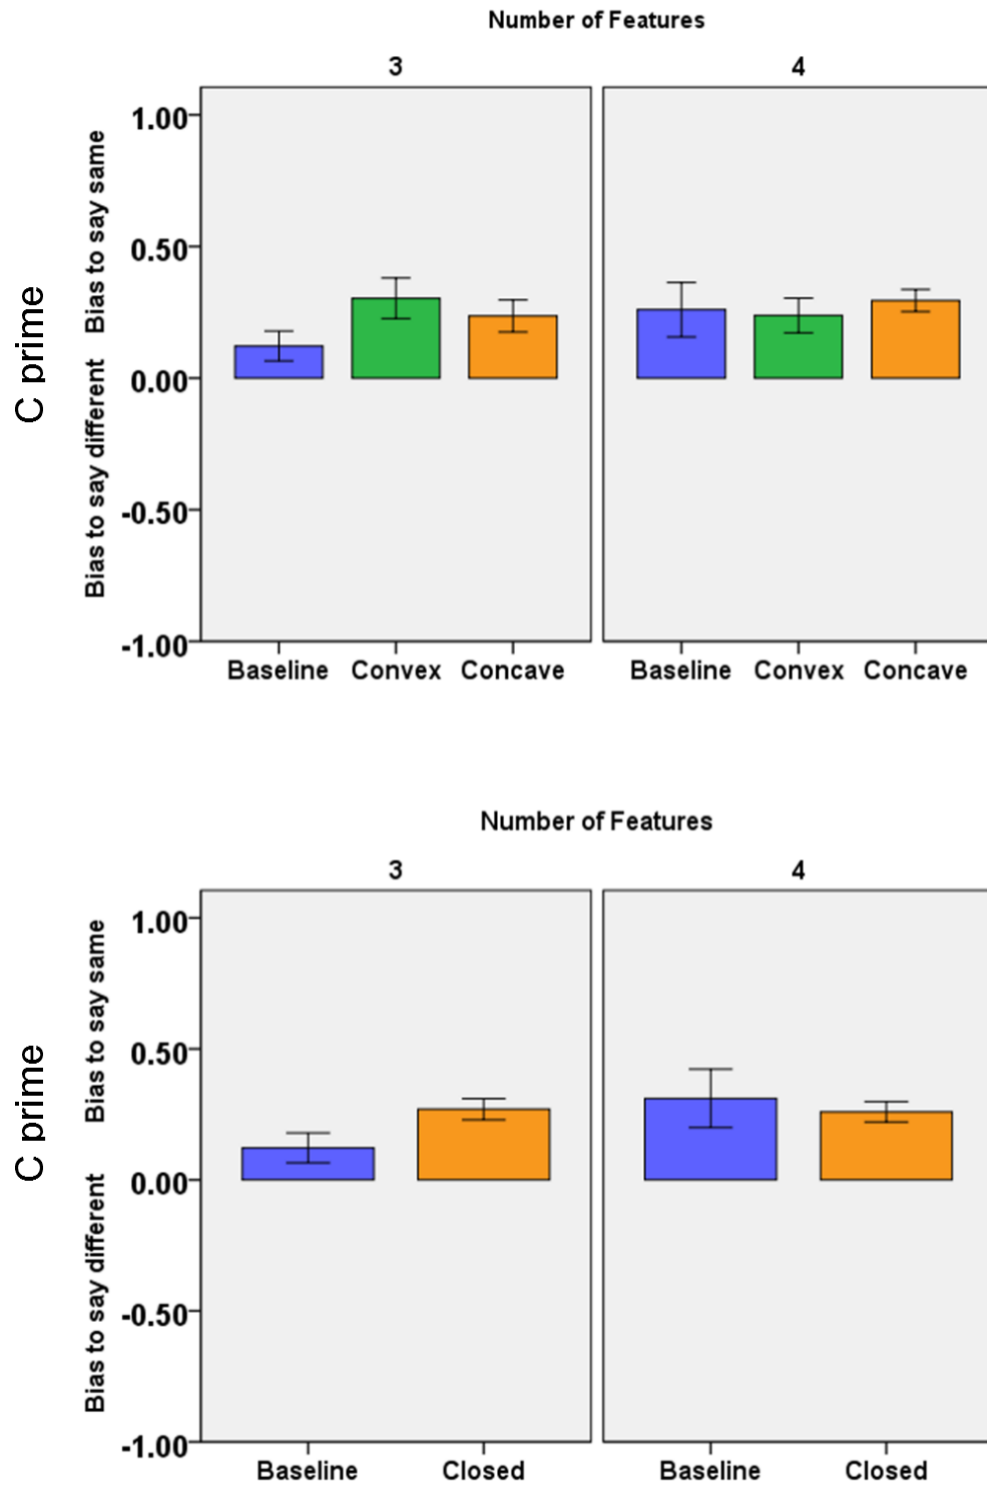 Number of Features
3 4
C prime
Bias to say different Bias to say same
1.00
0.50
0.00
-0.50
-1.00
Baseline Convex Concave Baseline Convex Concave
Number of Features
3 4
C prime
Bias to say different Bias to say same
1.00
0.50
0.00
-0.50
-1.00
Baseline Closed Baseline Closed